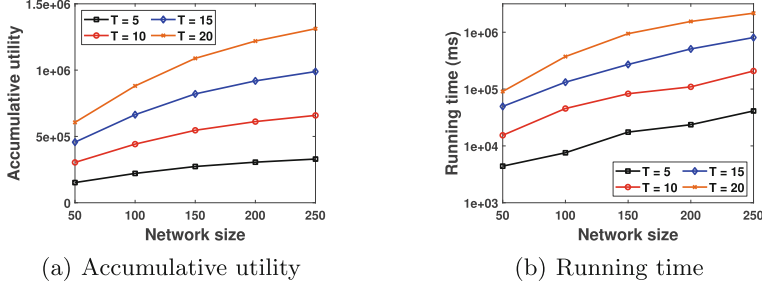 1.5e+06
1e+06
5e+05
0
Accumulative utility
T = 5 T = 15
T = 10 T = 20
50 100 150 200 250
Network size
(a) Accumulative utility
1e+06
1e+05
1e+04
1e+03
Running time (ms)
T = 5 T = 15
T = 10 T = 20
50 100 150 200 250
Network size
(b) Running time